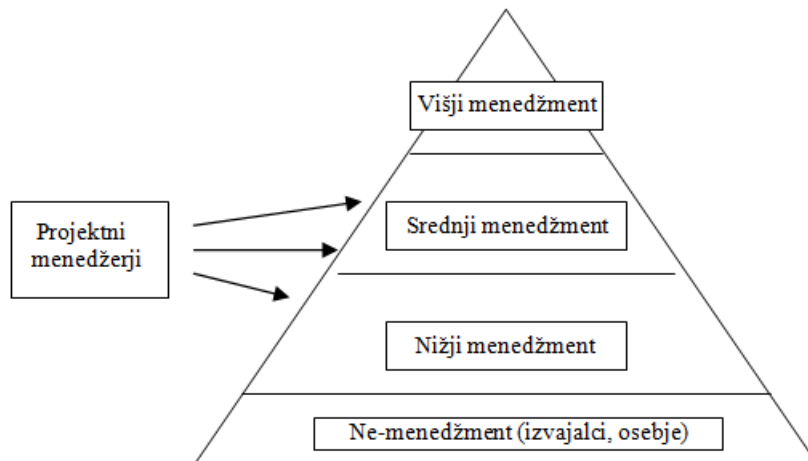 Višji menedžment
Projektni
menedžerji
Srednji menedžment
Nižji menedžment
Ne-menedžment (izvajalci, osebje)